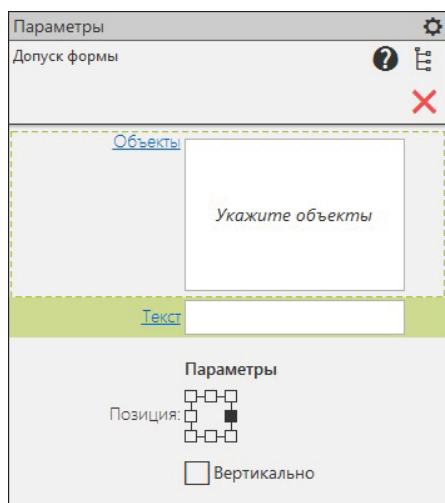 Параметры
Допуск формы
?
Объекты
Укажите объекты
Текст
Параметры
Позиция:
Вертикально